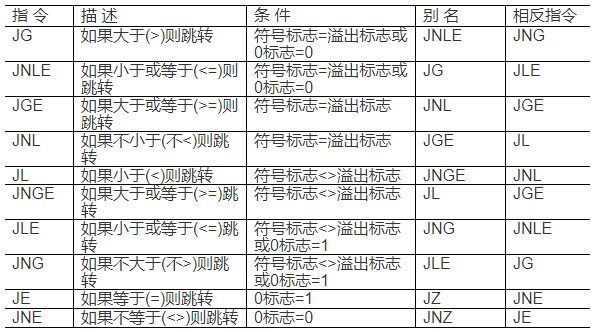 指 令 描 述 条 件 别 名 相反指令
JG 如果大于(>)则跳转 符号标志=溢出标志或 JNLE JNG
0标志=0
JNLE 如果小于或等于(<=)则 符号标志=溢出标志或 JG JLE
跳转 0标志=0
JGE 如果大于或等于(>=)则 符号标志=溢出标志 JNL JGE
跳转
JNL 如果不小于(不<)则跳 符号标志=溢出标志 JGE JL
转
JL 如果小于(<)则跳转 符号标志<>溢出标志 JNGE JNL
JNGE 如果大于或等于(>=)跳 符号标志<>溢出标志 JL JGE
转
JLE 如果小于或等于(<=)跳 符号标志<>溢出标志 JNG JNLE
转 或0标志=1
JNG 如果不大于(不>)则跳 符号标志<>溢出标志 JLE JG
转 或0标志=1
JE 如果等于(=)则跳转 0标志=1 JZ JNE
JNE 如果不等于(<>)则跳转 0标志=0 JNZ JE